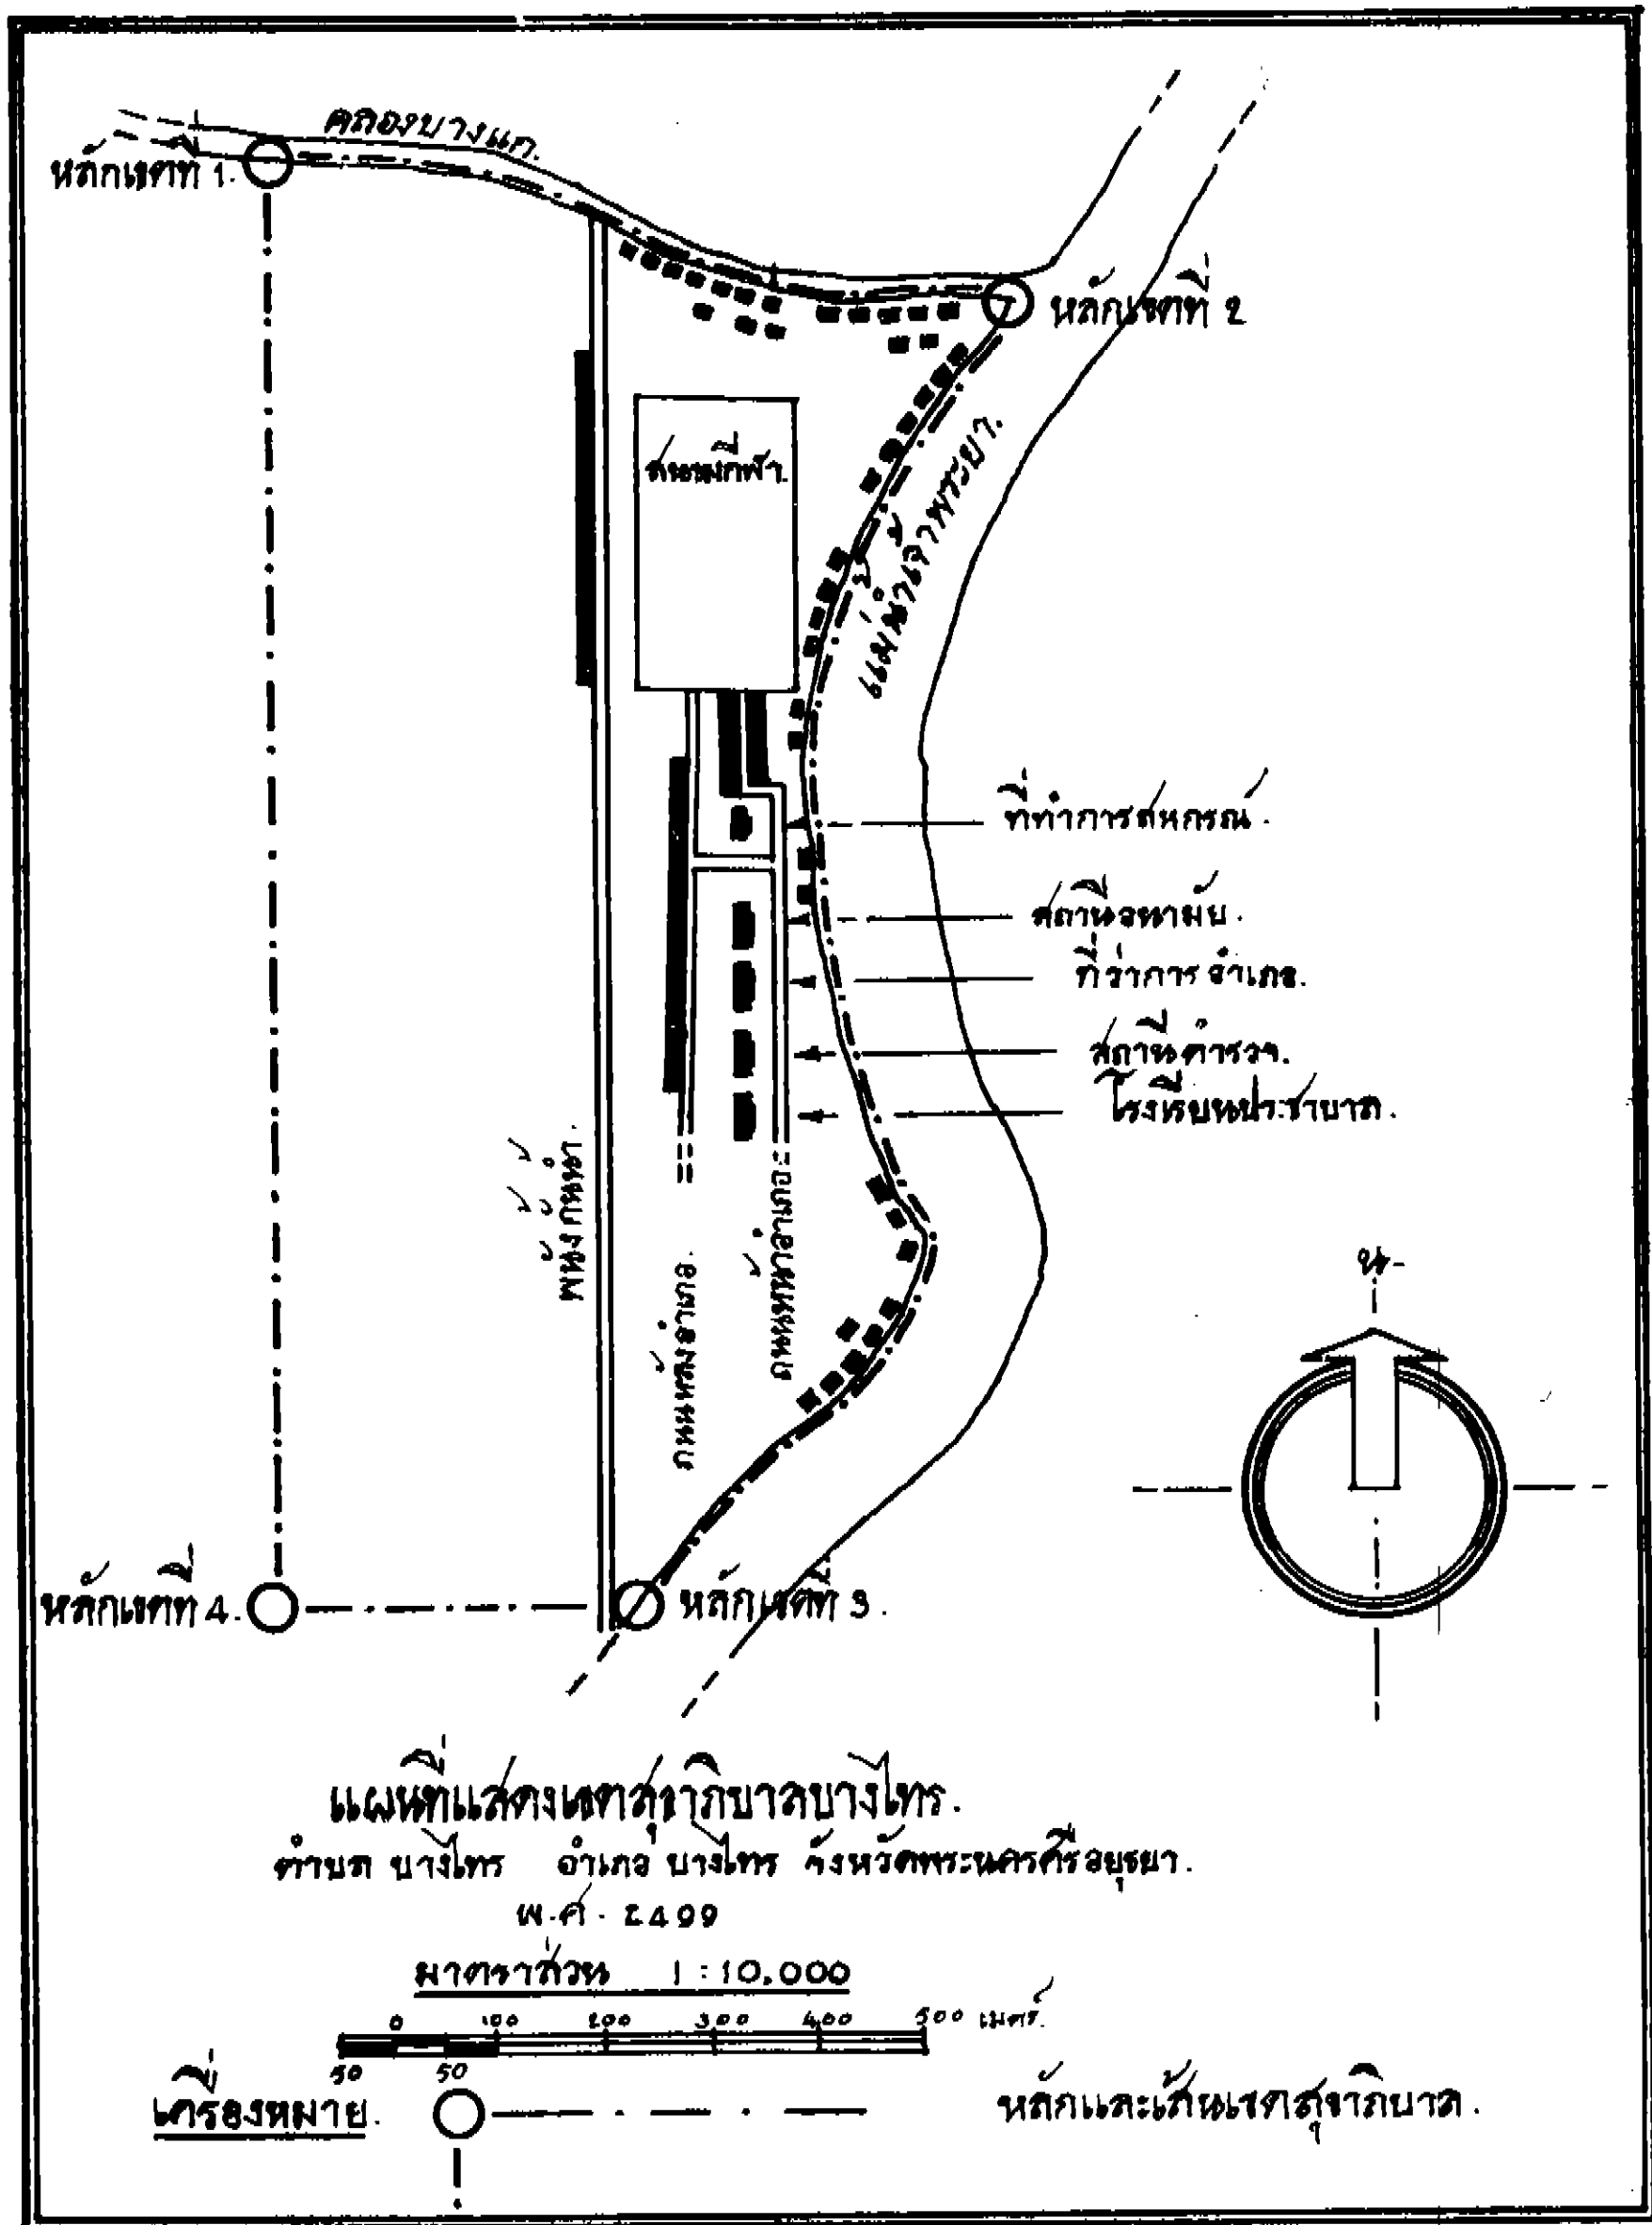 คลองบางแก.
หลักเขตที่ 1.
หลักเขตที่ 2
สนามกีฬา.
แม่น้ำเจ้าพระยา.
ที่ทำการสหกรณ์.
สถานีอนามัย.
ที่ว่าการอำเภอ.
สถานีตำรวจ.
โรงเรียนประชาบาล.
พนังกั้นน้ำ.
ถนนหลังอำเภอ.
ถนนหน้าอำเภอ
น-
หลักเขตที่ 4.
หลักเขตที่ 3.
แผนที่แสดงเขตสุขาภิบาลบางไทร.
ตำบล บางไทร อำเภอ บางไทร จังหวัดพระนครศรีอยุธยา.
พ.ศ. 2499
มาตราส่วน 1:10,000
0 100 200 300 400 500 เมตร์.
50 50
เครื่องหมาย.
หลักและเส้นเขตสุขาภิบาล.